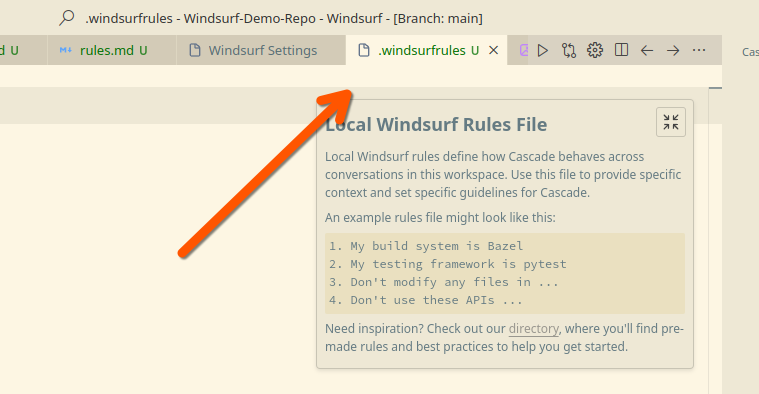 .windsurfrules - Windsurf-Demo-Repo - Windsurf - [Branch: main]
d U
rules.md U
Windsurf Settings
.windsurfrules U
Cas
Local Windsurf Rules File
Local Windsurf rules define how Cascade behaves across
conversations in this workspace. Use this file to provide specific
context and set specific guidelines for Cascade.
An example rules file might look like this:
1. My build system is Bazel
2. My testing framework is pytest
3. Don't modify any files in ...
4. Don't use these APIs ...
Need inspiration? Check out our directory, where you'll find pre-
made rules and best practices to help you get started.